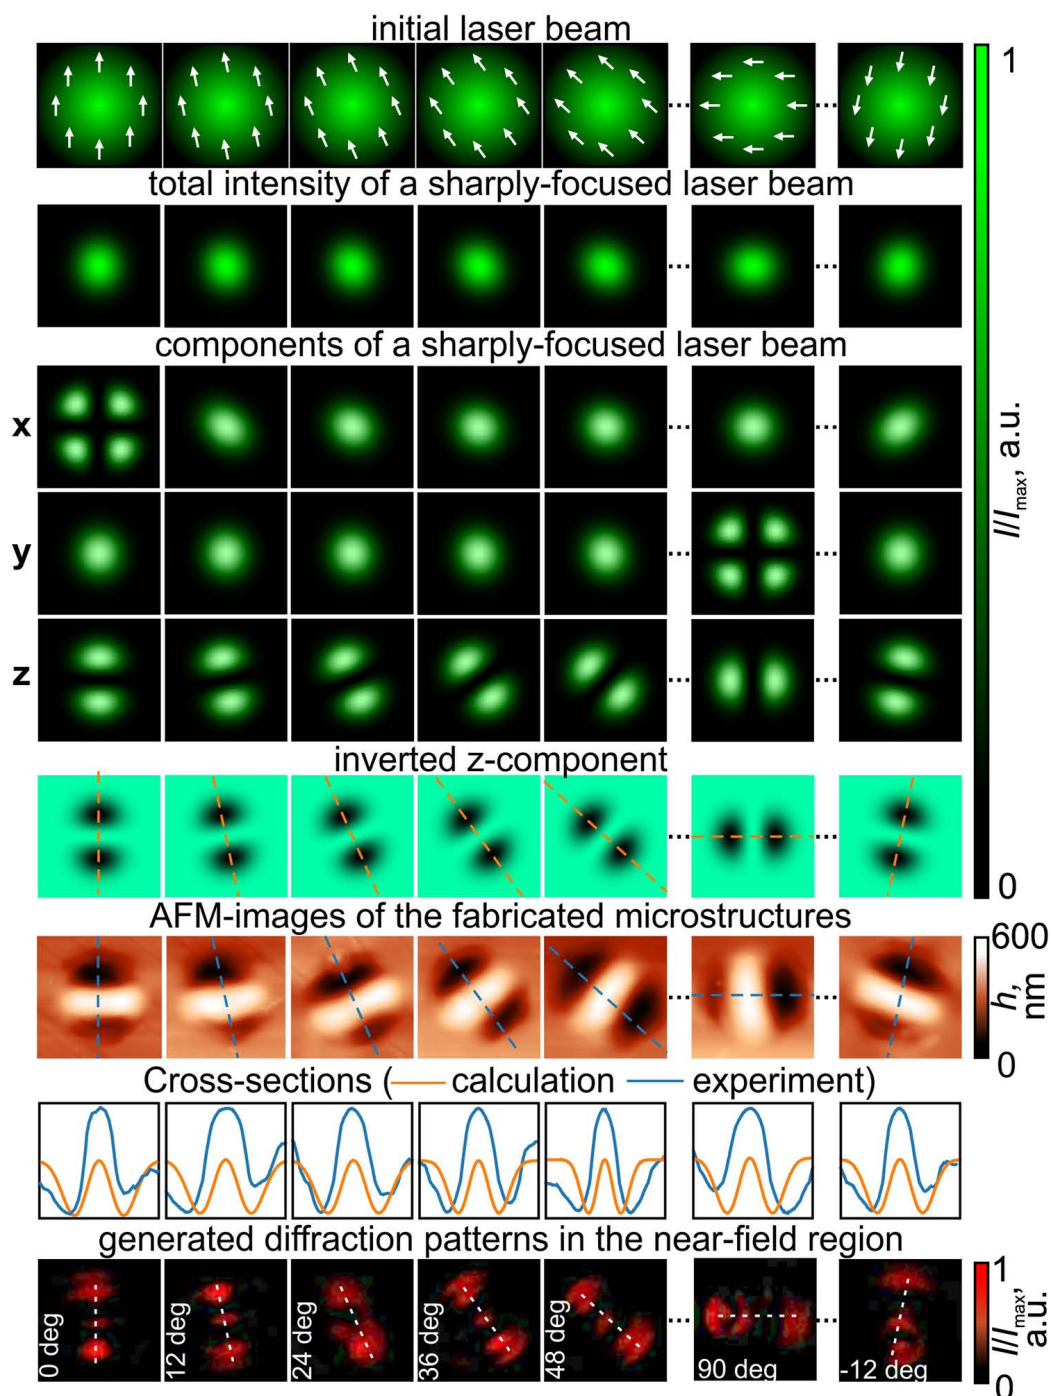 initial laser beam
1
... ...
total intensity of a sharply-focused laser beam
... ...
components of a sharply-focused laser beam
x
... ...
I/Imax, a.u.
y
... ...
z
... ...
inverted z-component
... ...
0
AFM-images of the fabricated microstructures
600
h, nm
... ...
0
Cross-sections ( calculation experiment)
generated diffraction patterns in the near-field region
1
I/Imax, a.u.
0 deg
12 deg
24 deg
36 deg
48 deg
...
90 deg
...
-12 deg
0